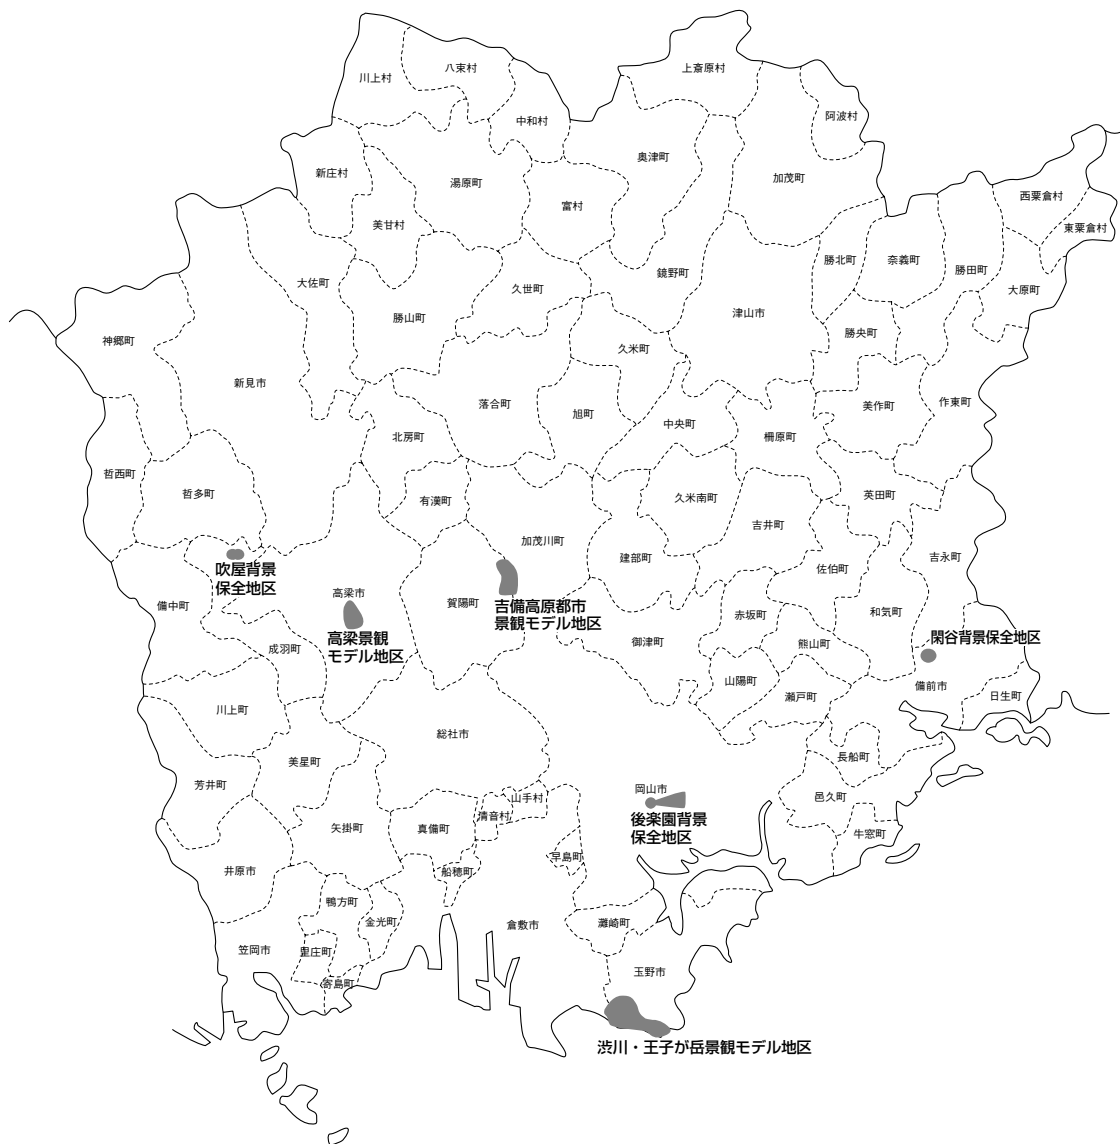 上斎原村
八束村
川上村
阿波村
中和村
奥津町
新庄村
湯原町
加茂町
西粟倉村
富村
美甘村
東粟倉村
勝北町
奈義町
鏡野町
勝田町
大佐町
久世町
大原町
津山市
勝山町
勝央町
神郷町
久米町
新見市
落合町
美作町
作東町
旭町
中央町
北房町
柵原町
哲西町
哲多町
英田町
有漢町
久米南町
吉井町
加茂川町
建部町
吉永町
吹屋背景
保全地区
佐伯町
高梁市
備中町
賀陽町
吉備高原都市
景観モデル地区
赤坂町
和気町
高梁景観
モデル地区
成羽町
御津町
熊山町
閑谷背景保全地区
山陽町
瀬戸町
備前市
日生町
川上町
総社市
長船町
美星町
芳井町
岡山市
邑久町
山手村
清音村
後楽園背景
保全地区
矢掛町
真備町
牛窓町
早島町
井原市
船穂町
鴨方町
金光町
倉敷市
灘崎町
笠岡市
里庄町
玉野市
寄島町
渋川・王子が岳景観モデル地区